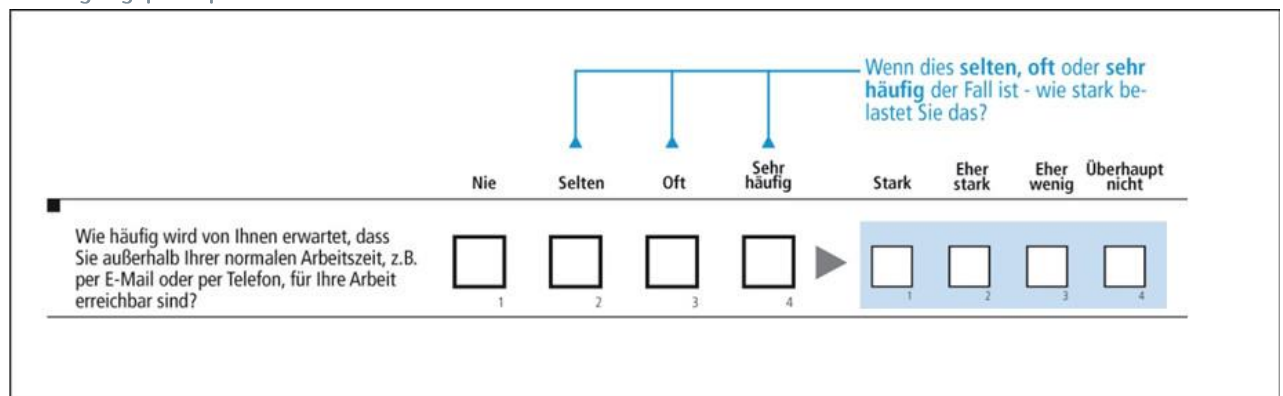 Wenn dies selten, oft oder sehr
häufig der Fall ist - wie stark be-
lastet Sie das?
Nie Selten Oft Sehr häufig Stark Eher stark Eher wenig Überhaupt nicht
Wie häufig wird von Ihnen erwartet, dass
Sie außerhalb Ihrer normalen Arbeitszeit, z.B.
per E-Mail oder per Telefon, für Ihre Arbeit
erreichbar sind?
1 2 3 4 1 2 3 4